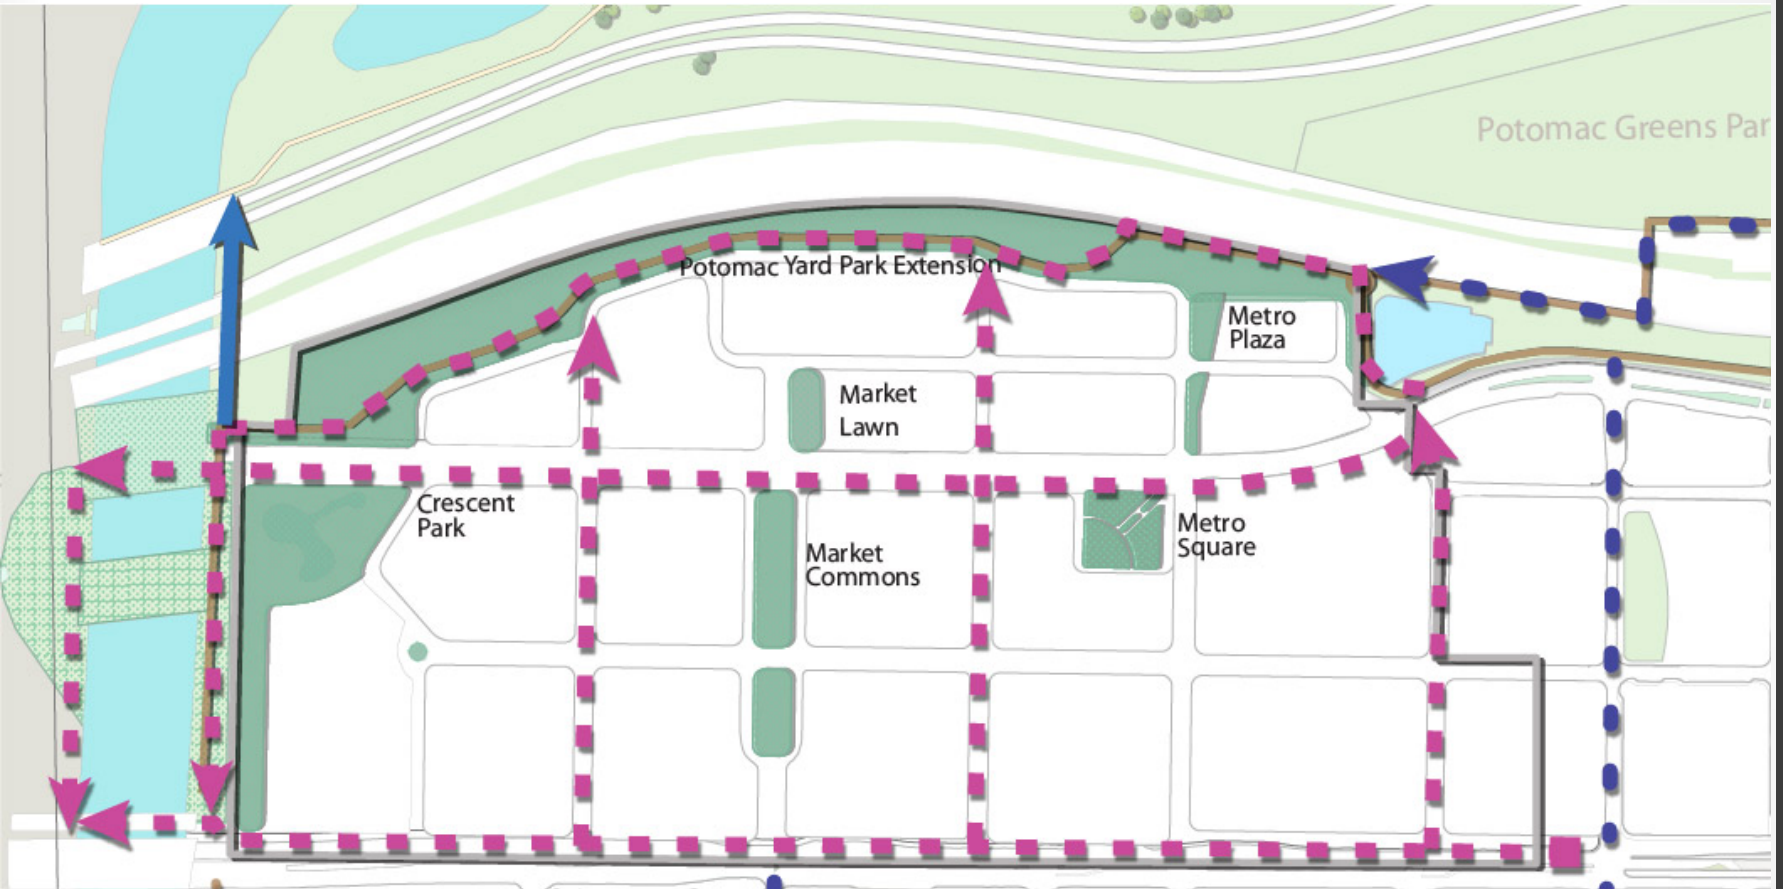 Potomac Greens Par
Potomac Yard Park Extension
Metro
Plaza
Market
Lawn
Crescent
Park
Market
Commons
Metro
Square